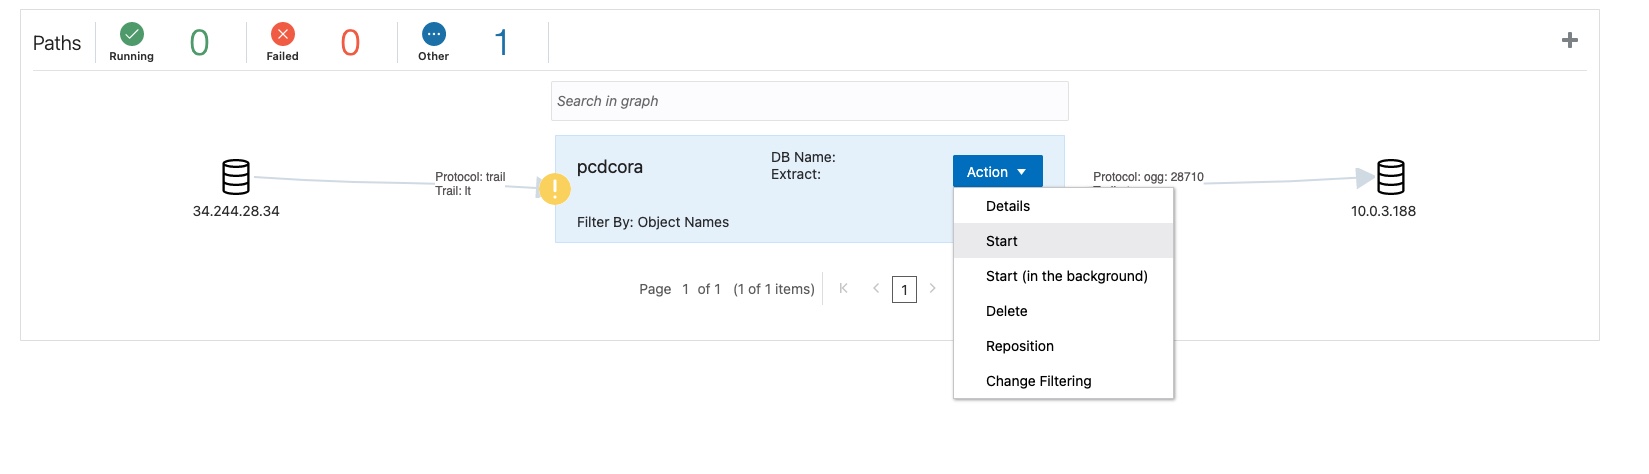 Paths
Running
0
Failed
0
Other
1
Search in graph
34.244.28.34
Protocol: trail
Trail: lt
pcdcora
DB Name:
Extract:
Filter By: Object Names
Action
Details
Start
Start (in the background)
Delete
Reposition
Change Filtering
Protocol: ogg: 28710
10.0.3.188
Page 1 of 1 (1 of 1 items)
1